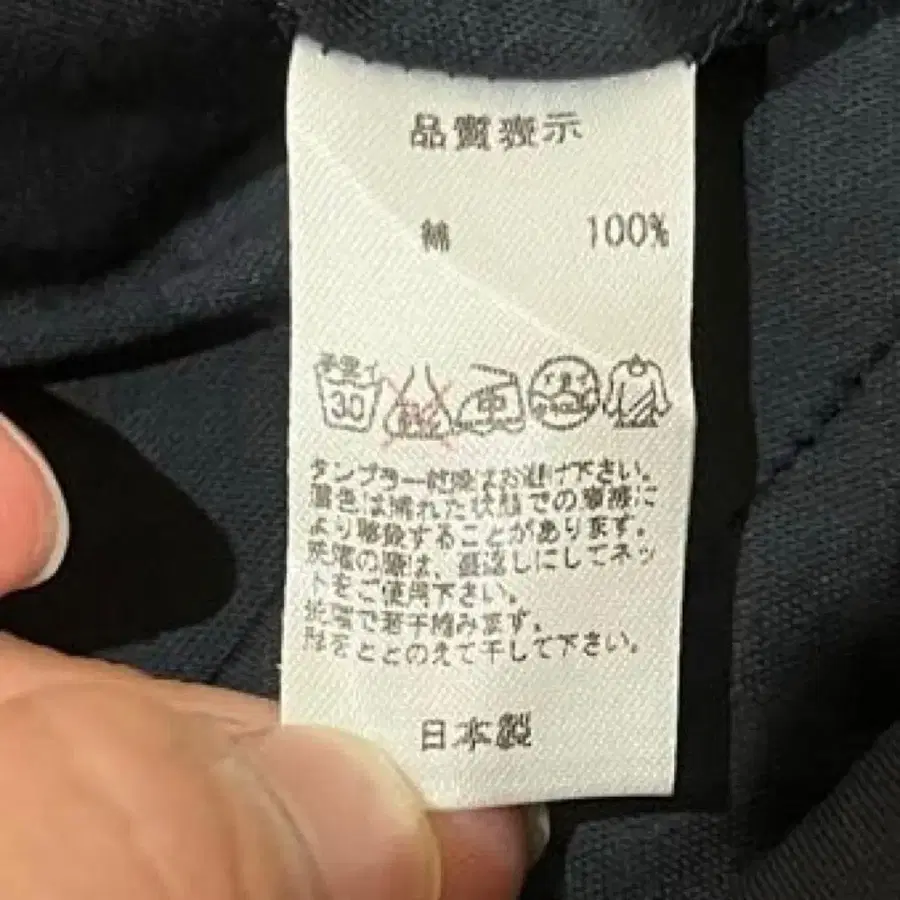 品質表示
綿 100%
手洗イ
30 中
タンブラー乾燥はお避け下さい。
濃色は濡れた状態での摩擦に
より移染することがあります。
洗濯の際は、裏返しにしてネッ
トをご使用下さい。
洗濯で若干縮みます。
形をととのえて干して下さい。
日本製